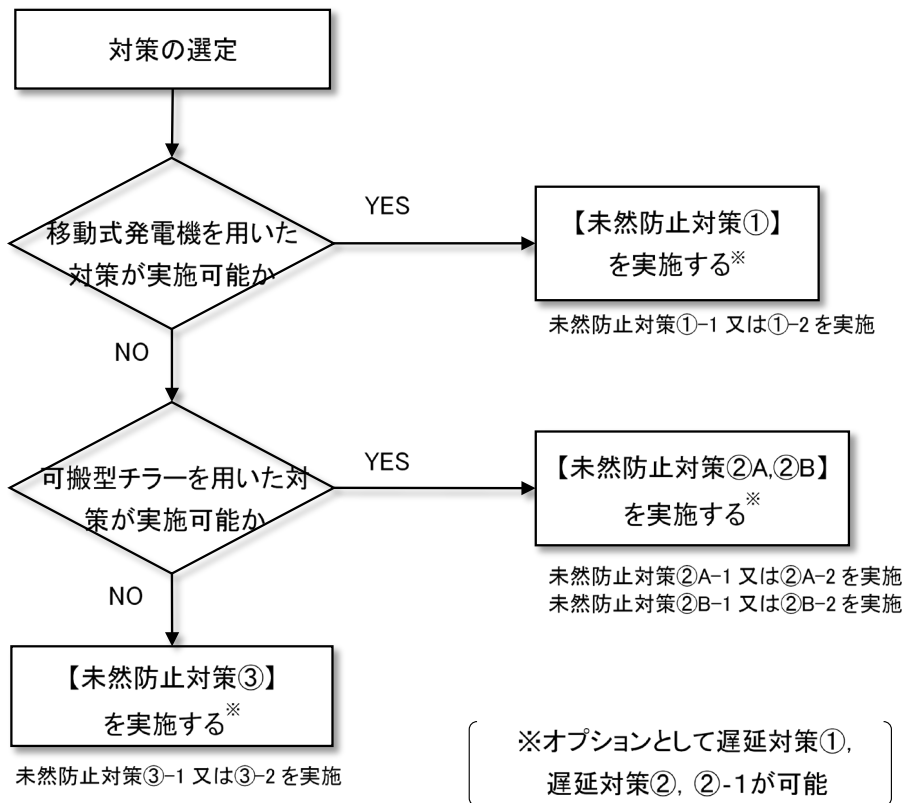 対策の選定
移動式発電機を用いた
対策が実施可能か
YES
【未然防止対策①】
を実施する※
未然防止対策①-1 又は①-2 を実施
NO
可搬型チラーを用いた対
策が実施可能か
YES
【未然防止対策②A,②B】
を実施する※
未然防止対策②A-1 又は②A-2 を実施
未然防止対策②B-1 又は②B-2 を実施
NO
【未然防止対策③】
を実施する※
未然防止対策③-1 又は③-2 を実施
※オプションとして遅延対策①,
遅延対策②, ②-1が可能